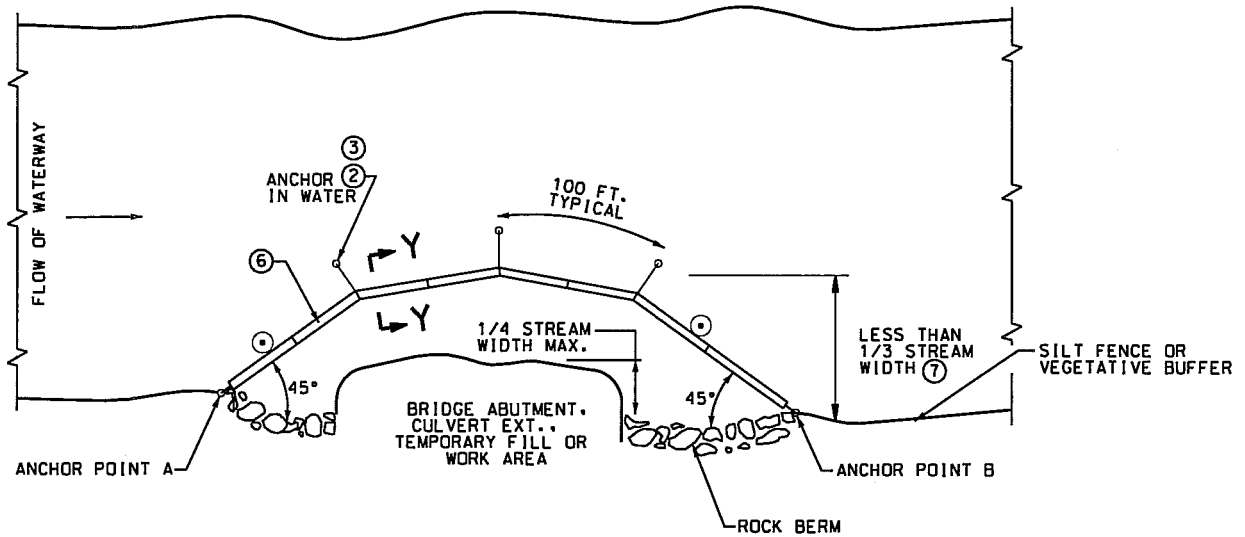 FLOW OF WATERWAY
③
ANCHOR ②
IN WATER
100 FT.
TYPICAL
⑥
Y
Y
1/4 STREAM
WIDTH MAX.
LESS THAN
1/3 STREAM
WIDTH ⑦
SILT FENCE OR
VEGETATIVE BUFFER
45°
45°
BRIDGE ABUTMENT,
CULVERT EXT.,
TEMPORARY FILL OR
WORK AREA
ANCHOR POINT A
ANCHOR POINT B
ROCK BERM